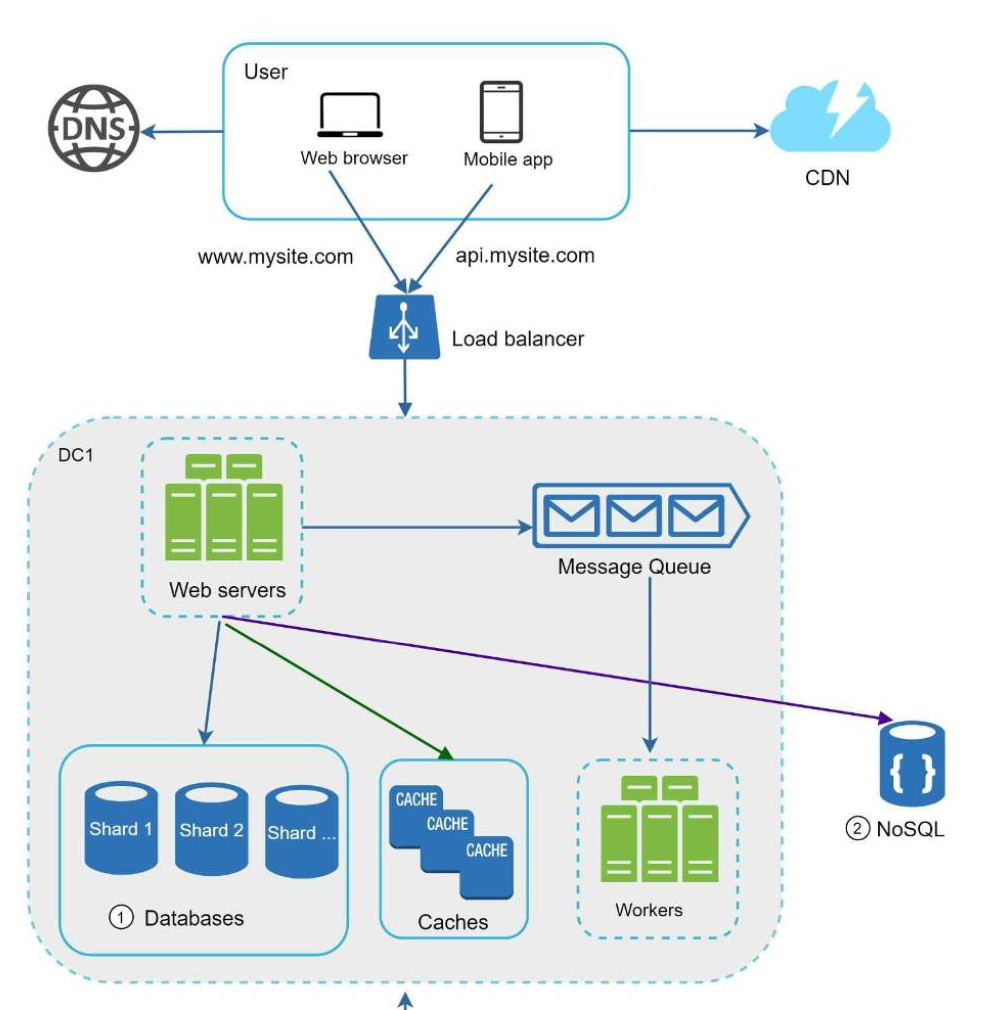 User
DNS
Web browser
Mobile app
CDN
www.mysite.com
api.mysite.com
Load balancer
DC1
Web servers
Message Queue
Shard 1
Shard 2
Shard ...
1 Databases
CACHE
CACHE
CACHE
Caches
Workers
{ }
2 NoSQL